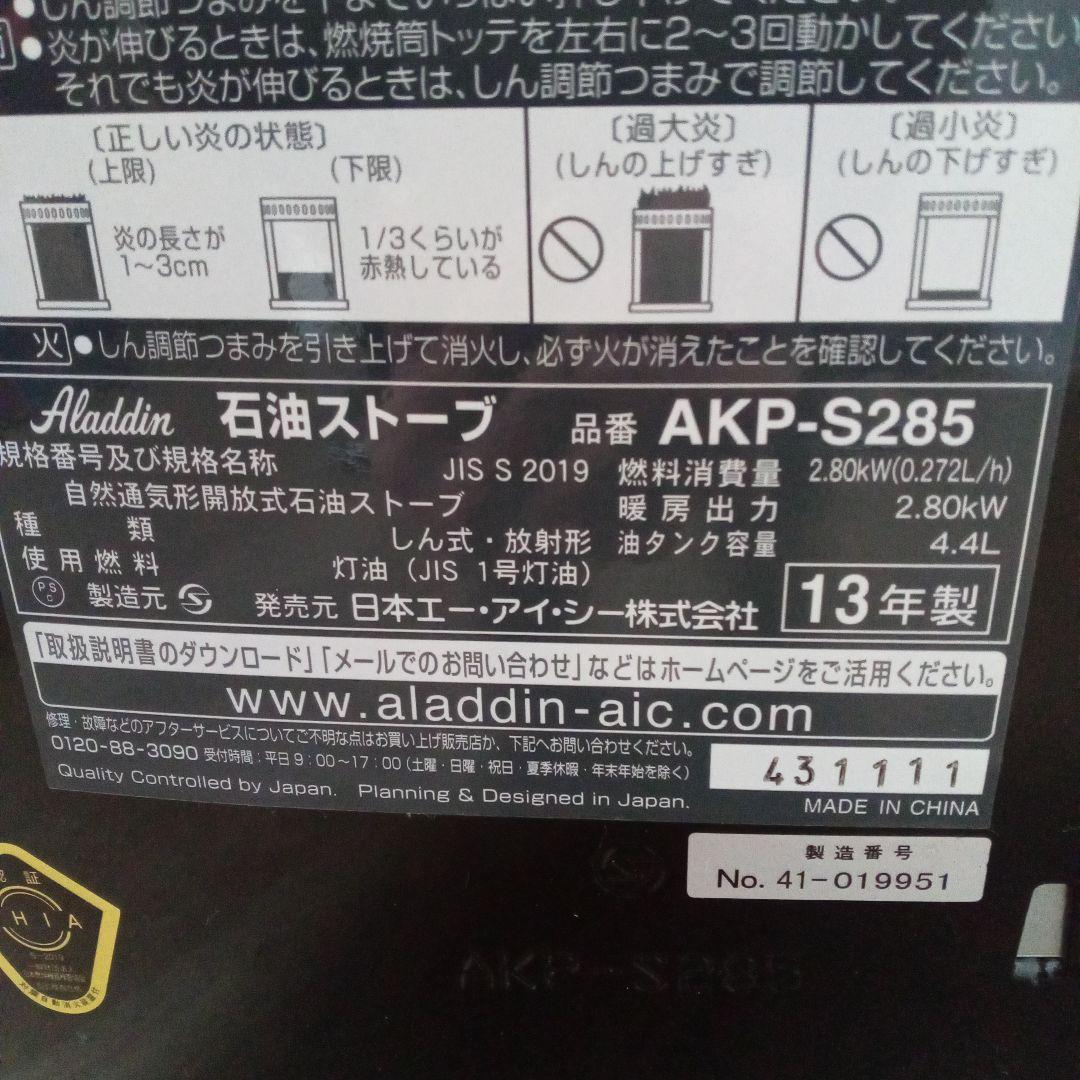 ●しん調節つまみを
●炎が伸びるときは、燃焼筒トッテを左右に2～3回動かしてください
それでも炎が伸びるときは、しん調節つまみで調節してください。
〔正しい炎の状態〕
(上限)
(下限)
炎の長さが
1～3cm
1/3くらいが
赤熱している
〔過大炎〕
(しんの上げすぎ)
〔過小炎〕
(しんの下げすぎ)
火 ●しん調節つまみを引き上げて消火し、必ず火が消えたことを確認してください。
Aladdin 石油ストーブ 品番 AKP-S285
規格番号及び規格名称 JIS S 2019
自然通気形開放式石油ストーブ
種類 しん式・放射形
使用燃料 灯油（JIS 1号灯油）
燃料消費量 2.80kW(0.272L/h)
暖房出力 2.80kW
油タンク容量 4.4L
PSC 製造元 発売元 日本エー・アイ・シー株式会社
13年製
「取扱説明書のダウンロード」「メールでのお問い合わせ」などはホームページをご活用ください。
www.aladdin-aic.com
修理・故障などのアフターサービスについてご不明な点はお買い上げ販売店か、下記へお問い合わせください。
0120-88-3090 受付時間：平日9：00～17：00（土曜・日曜・祝日・夏季休暇・年末年始を除く）
Quality Controlled by Japan. Planning & Designed in Japan.
431111
MADE IN CHINA
製造番号
No. 41-019951
認証
HIA
S-2019
AKP-S285